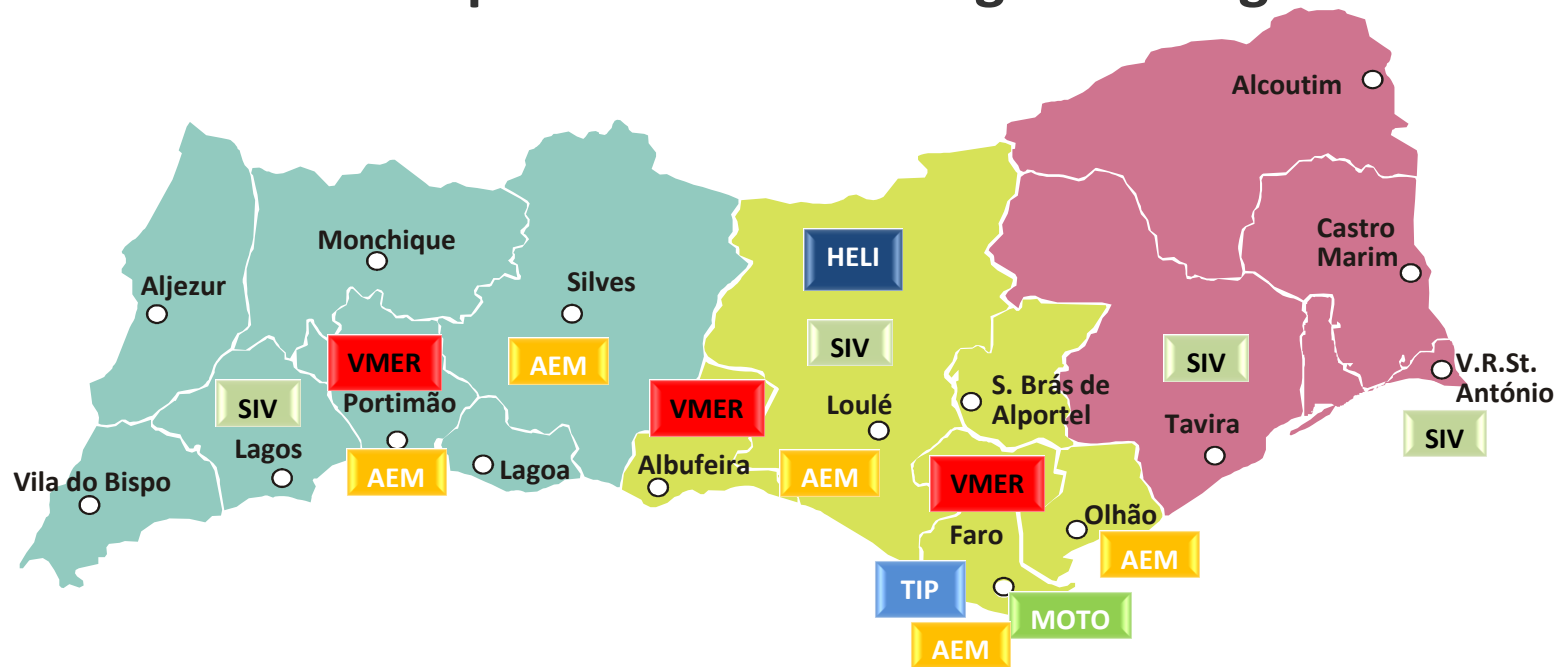 Alcoutim
Monchique
HELI
Castro
Marim
Aljezur
Silves
VMER
AEM
SIV
SIV
V.R.St.
António
SIV
Portimão
VMER
Loulé
S. Brás de
Alportel
Tavira
SIV
Lagos
AEM
Lagoa
Albufeira
AEM
VMER
Vila do Bispo
Faro
Olhão
AEM
TIP
MOTO
AEM